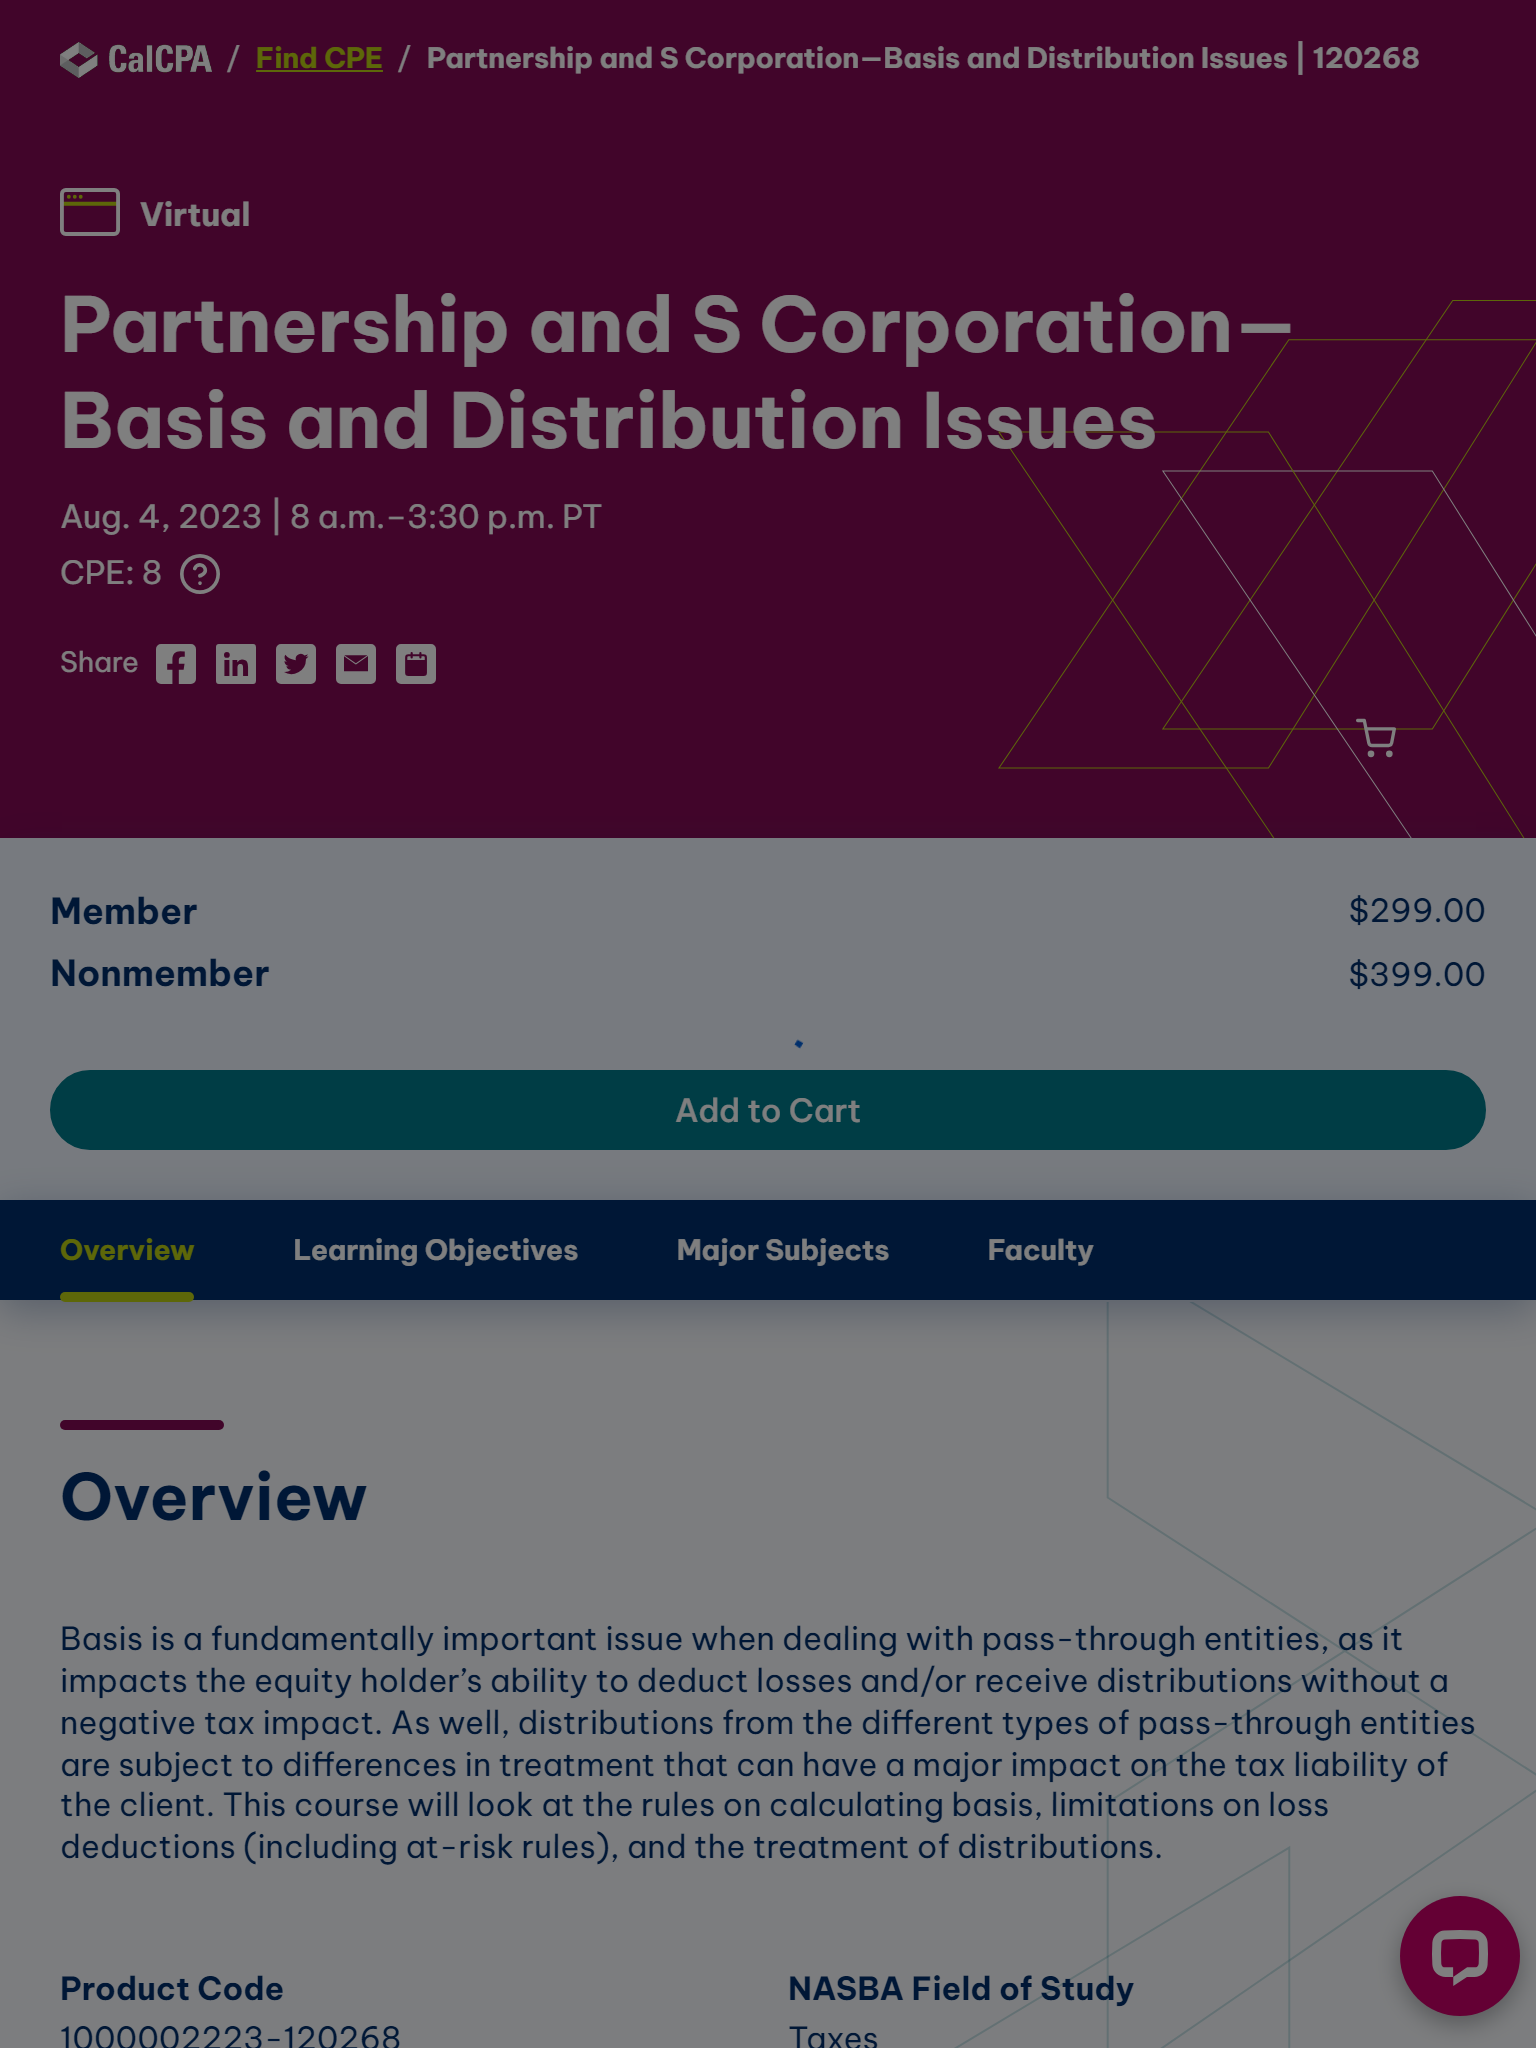 CalCPA / Find CPE / Partnership and S Corporation—Basis and Distribution Issues | 120268
Virtual
Partnership and S Corporation—
Basis and Distribution Issues
Aug. 4, 2023 | 8 a.m.–3:30 p.m. PT
CPE: 8 ?
Share
Member $299.00
Nonmember $399.00
Add to Cart
Overview Learning Objectives Major Subjects Faculty
Overview
Basis is a fundamentally important issue when dealing with pass-through entities, as it
impacts the equity holder’s ability to deduct losses and/or receive distributions without a
negative tax impact. As well, distributions from the different types of pass-through entities
are subject to differences in treatment that can have a major impact on the tax liability of
the client. This course will look at the rules on calculating basis, limitations on loss
deductions (including at-risk rules), and the treatment of distributions.
Product Code NASBA Field of Study
1000002223-120268 Taxes